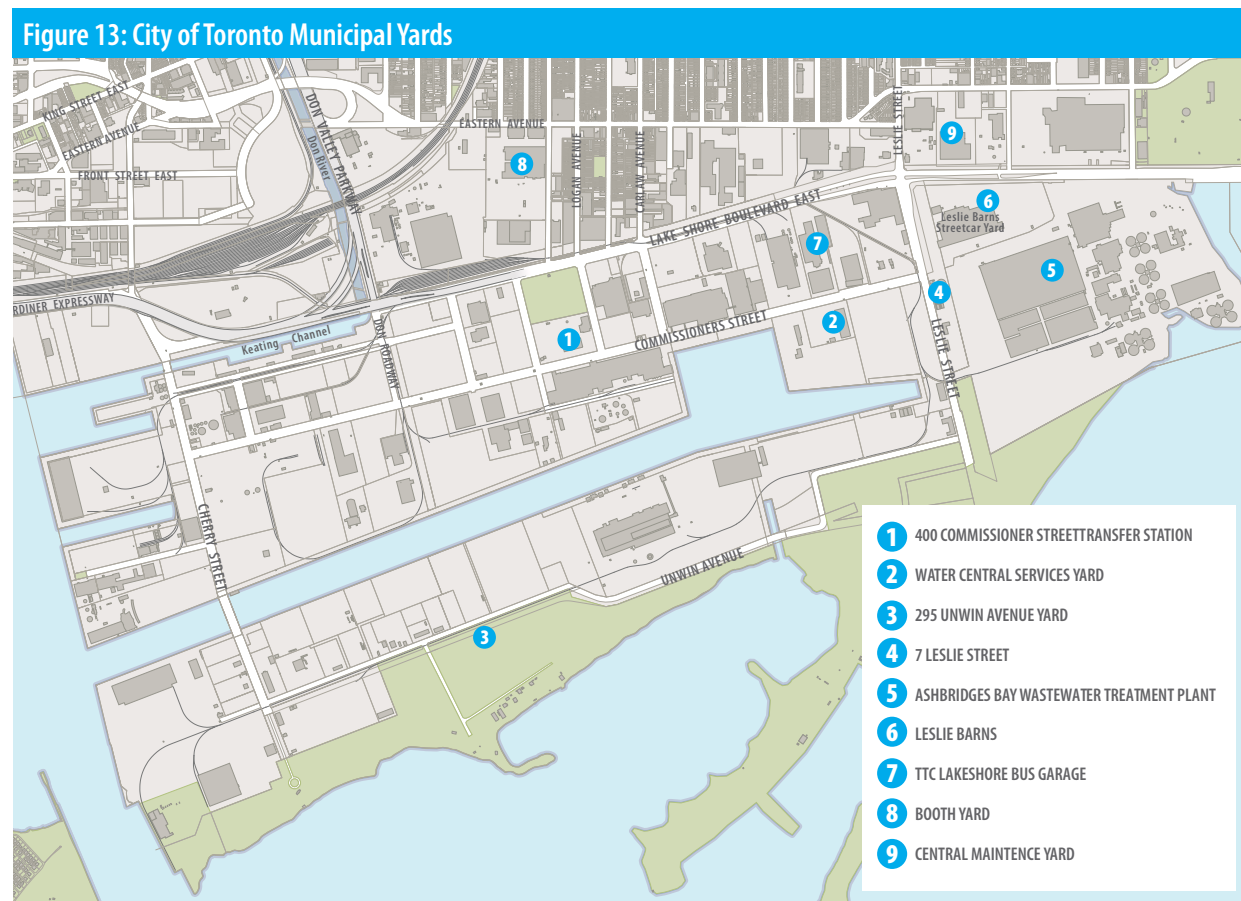 Figure 13: City of Toronto Municipal Yards
KING STREET EAST
EASTERN AVENUE
FRONT STREET EAST
DON VALLEY PARKWAY
Don River
EASTERN AVENUE
8
LOGAN AVENUE
CARLAW AVENUE
LESLIE STREET
9
LAKE SHORE BOULEVARD EAST
6
Leslie Barns
Streetcar Yard
7
5
4
RDINER EXPRESSWAY
Keating Channel
DON ROADWAY
1
COMMISSIONERS STREET
2
LESLIE STREET
CHERRY STREET
UNWIN AVENUE
3
1 400 COMMISSIONER STREETTRANSFER STATION
2 WATER CENTRAL SERVICES YARD
3 295 UNWIN AVENUE YARD
4 7 LESLIE STREET
5 ASHBRIDGES BAY WASTEWATER TREATMENT PLANT
6 LESLIE BARNS
7 TTC LAKESHORE BUS GARAGE
8 BOOTH YARD
9 CENTRAL MAINTENCE YARD